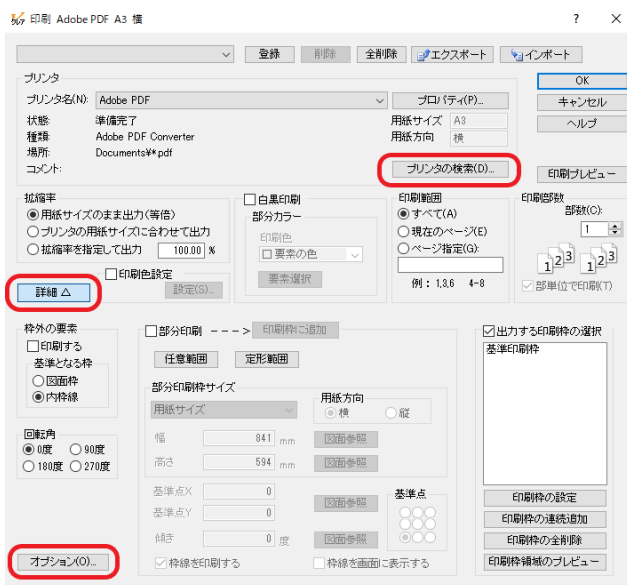 印刷 Adobe PDF A3 横
? ×
登録 削除 全削除 エクスポート インポート
プリンタ
プリンタ名(N): Adobe PDF プロパティ(P)...
状態: 準備完了 用紙サイズ A3
種類: Adobe PDF Converter 用紙方向 横
場所: Documents¥*.pdf
コメント: プリンタの検索(D)...
OK
キャンセル
ヘルプ
印刷プレビュー
拡縮率
用紙サイズのまま出力(等倍)
プリンタの用紙サイズに合わせて出力
拡縮率を指定して出力 100.00 %
詳細 △
印刷色設定
設定(S)...
白黒印刷
部分カラー
印刷色
要素の色
要素選択
印刷範囲
すべて(A)
現在のページ(E)
ページ指定(G):
例: 1,3,6 4-8
印刷部数
部数(C):
1
1 2 3 1 2 3
部単位で印刷(T)
枠外の要素
印刷する
基準となる枠
図面枠
内枠線
回転角
0度 90度
180度 270度
オプション(O)...
部分印刷 ---> 印刷枠に追加
任意範囲 定形範囲
部分印刷枠サイズ
用紙サイズ
用紙方向
横 縦
幅 841 mm 図面参照
高さ 594 mm 図面参照
基準点X 0
基準点Y 0
図面参照
基準点
傾き 0 度 図面参照
枠線を印刷する 枠線を画面に表示する
出力する印刷枠の選択
基準印刷枠
印刷枠の設定
印刷枠の連続追加
印刷枠の全削除
印刷枠領域のプレビュー